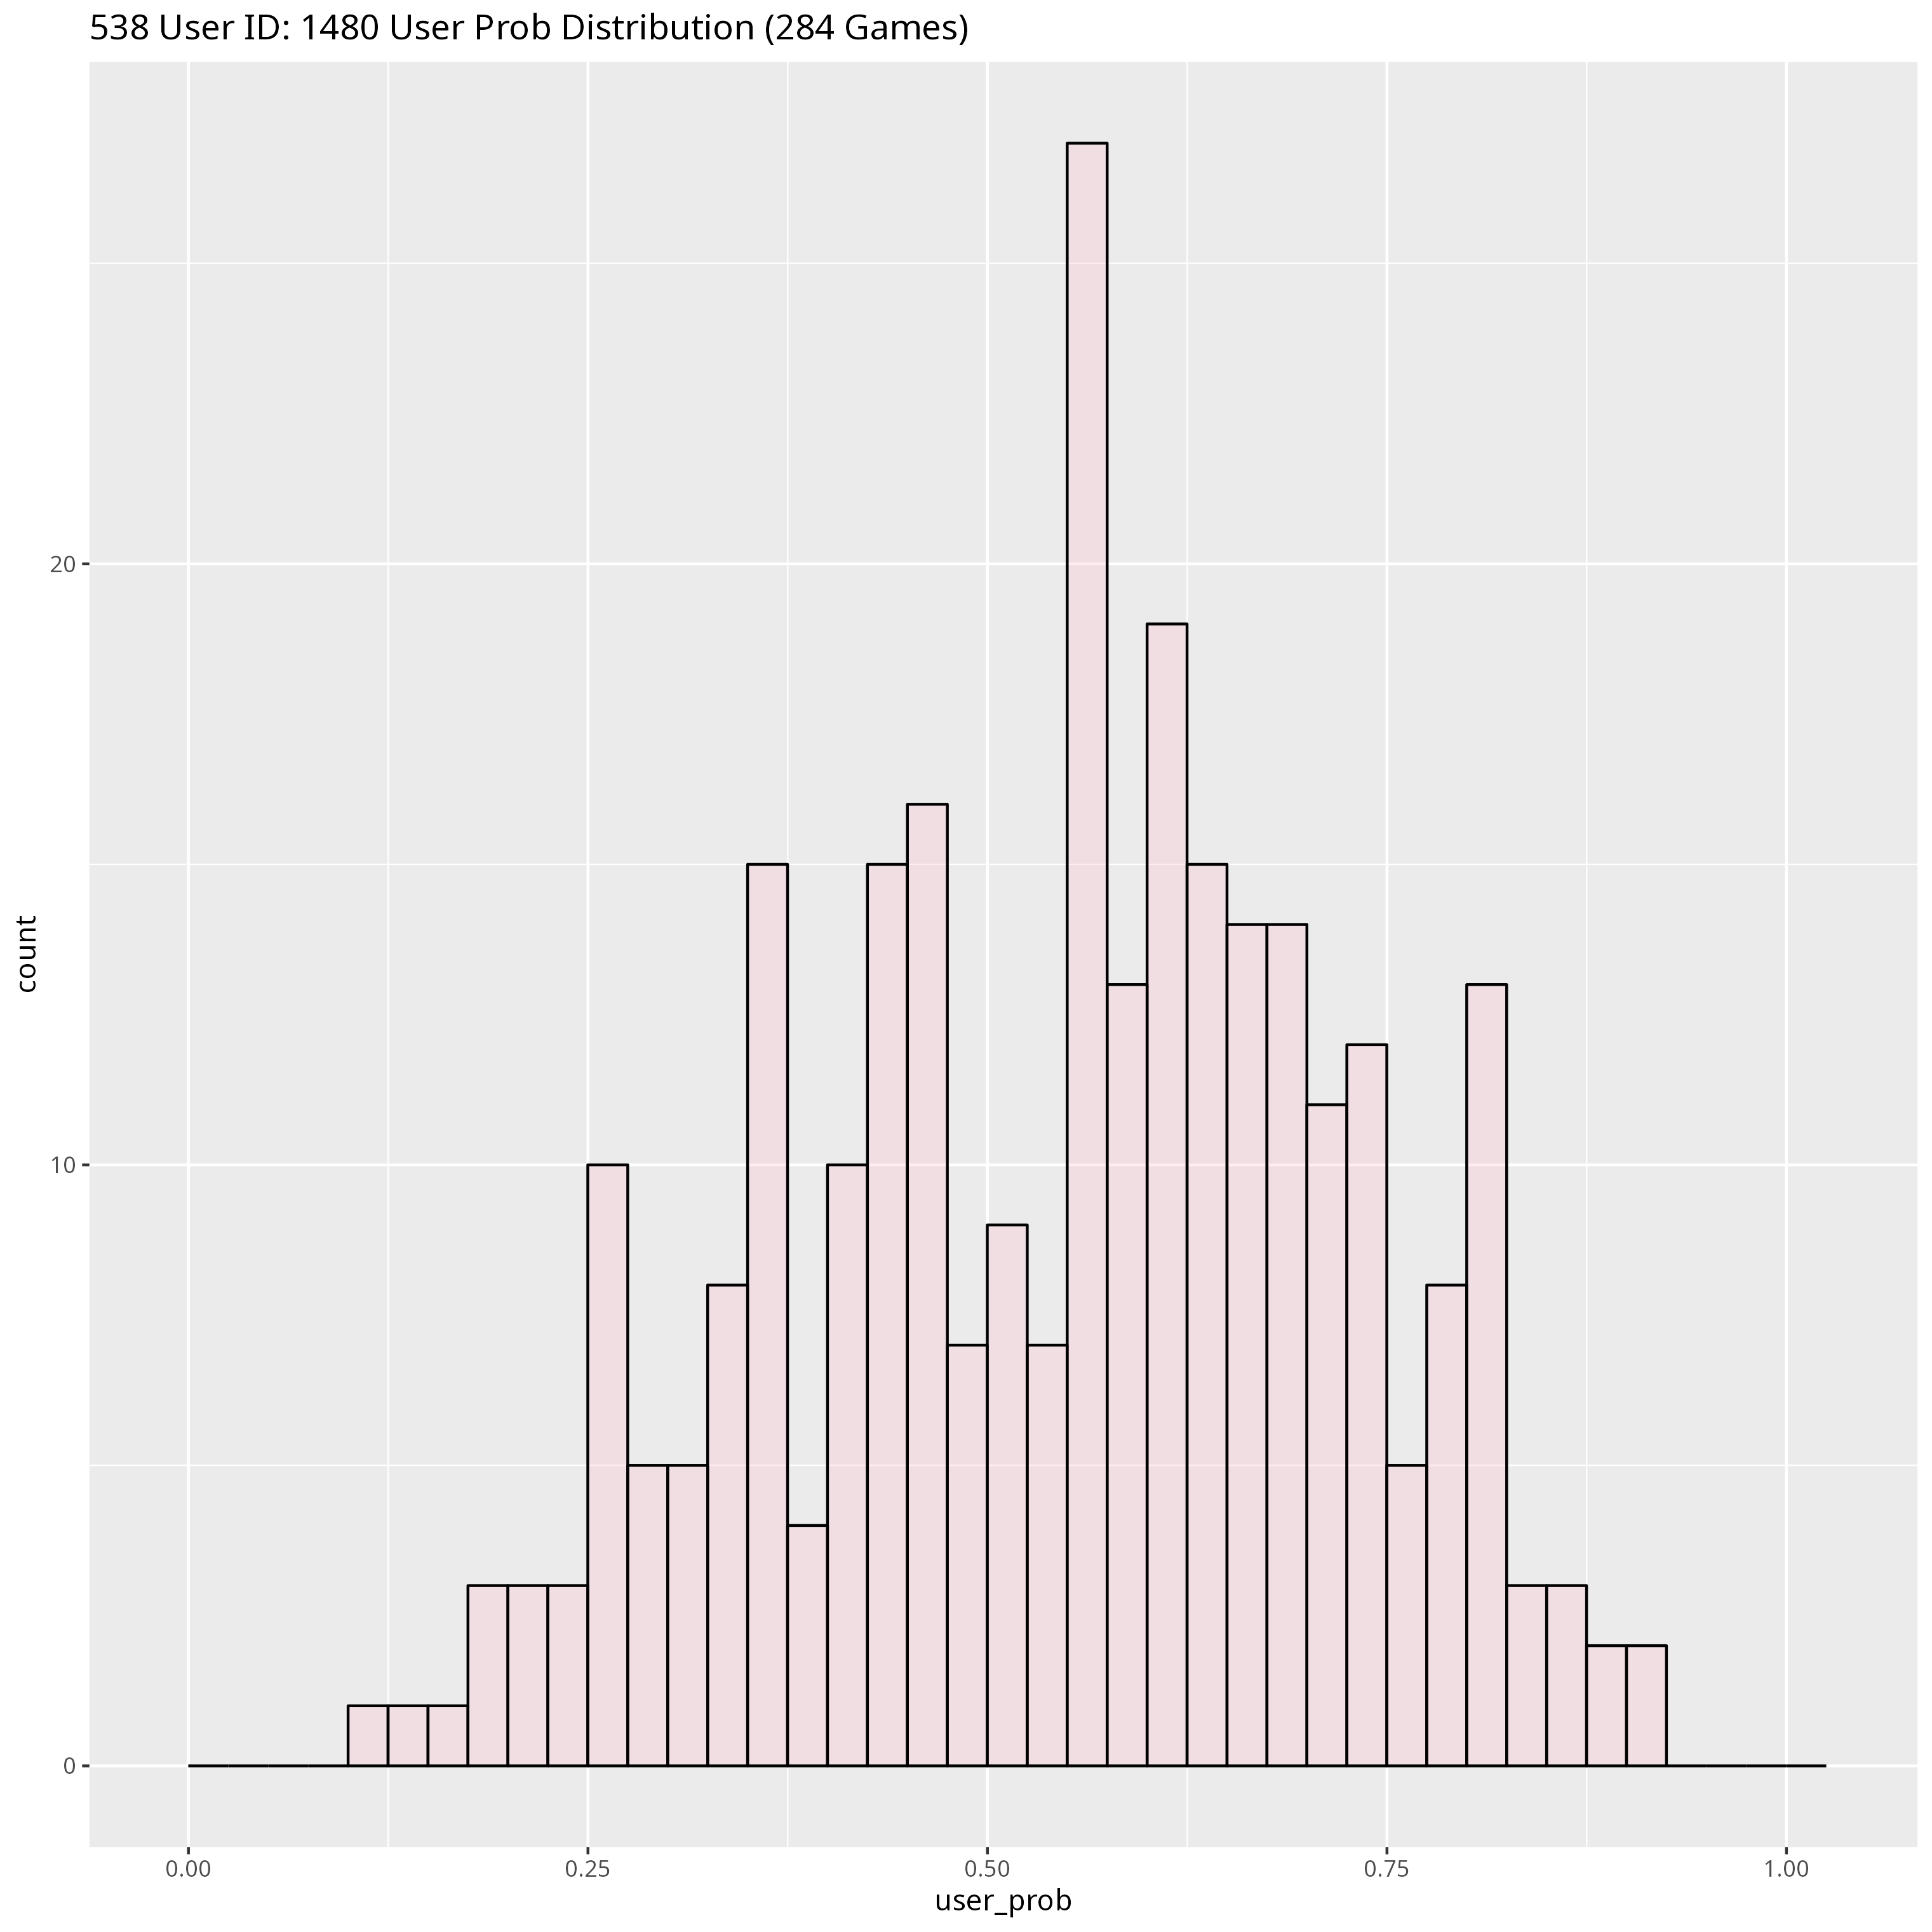 538 User ID: 1480 User Prob Distribution (284 Games)
count
20
10
0
0.00 0.25 0.50 0.75 1.00
user_prob